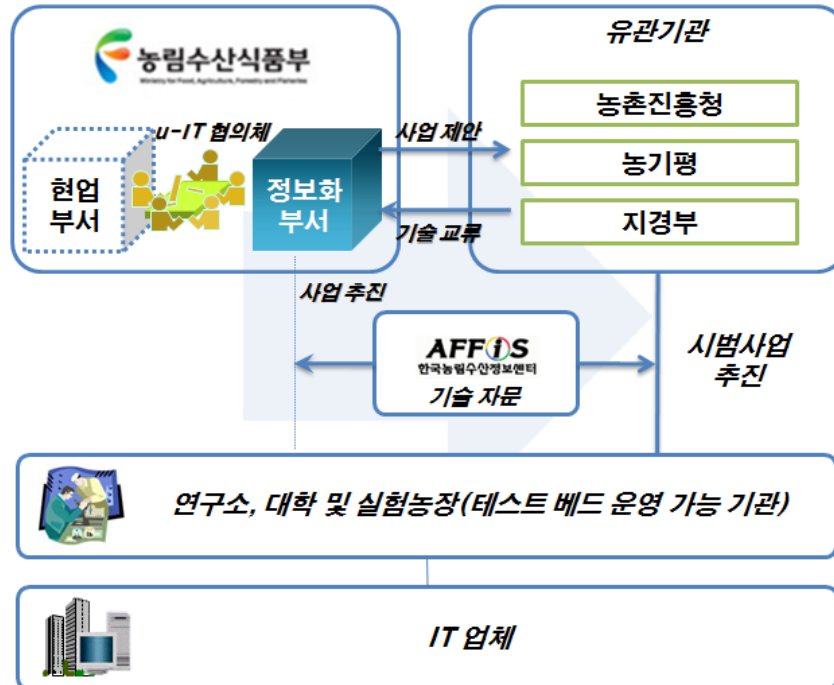 농림수산식품부
Ministry for Food, Agriculture, Forestry and Fisheries
u-IT 협의체
현업
부서
정보화
부서
사업 제안
기술 교류
유관기관
농촌진흥청
농기평
지경부
사업 추진
AFFiS
한국농림수산정보센터
기술 자문
시범사업
추진
연구소, 대학 및 실험농장(테스트 베드 운영 가능 기관)
IT 업체